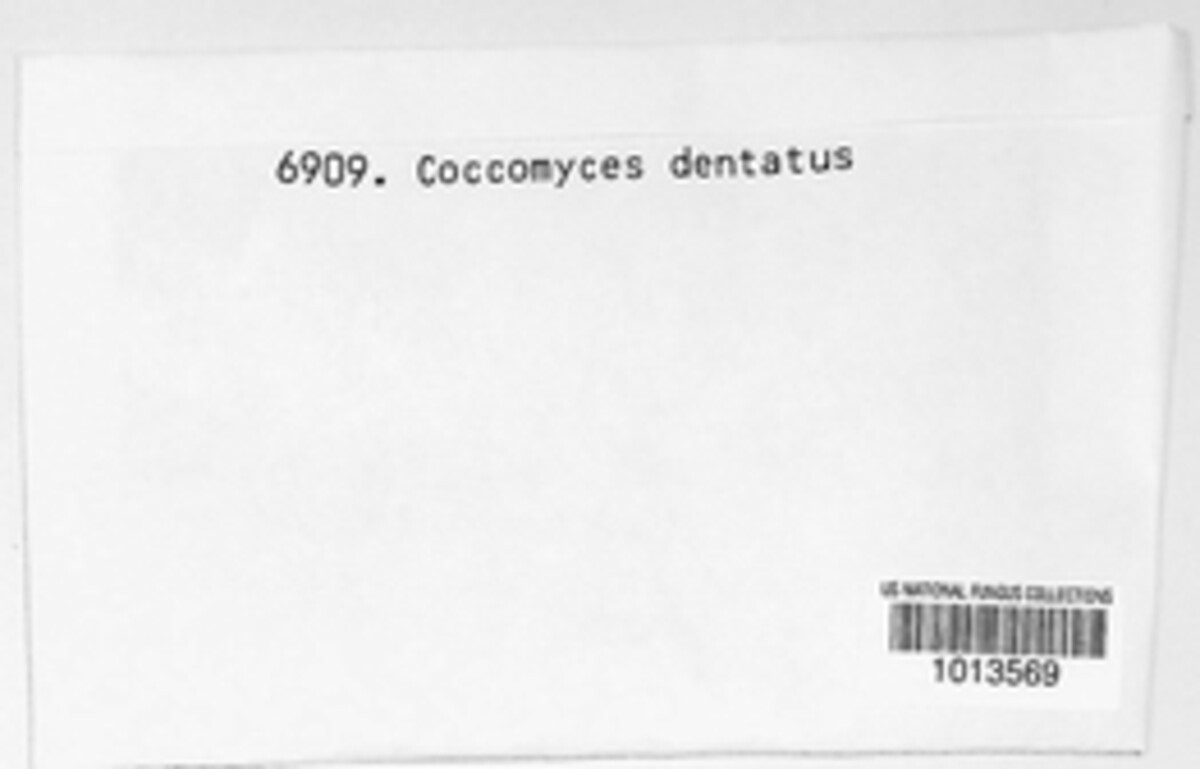 6909. Coccomyces dentatus
US NATIONAL FUNGUS COLLECTIONS
1013569